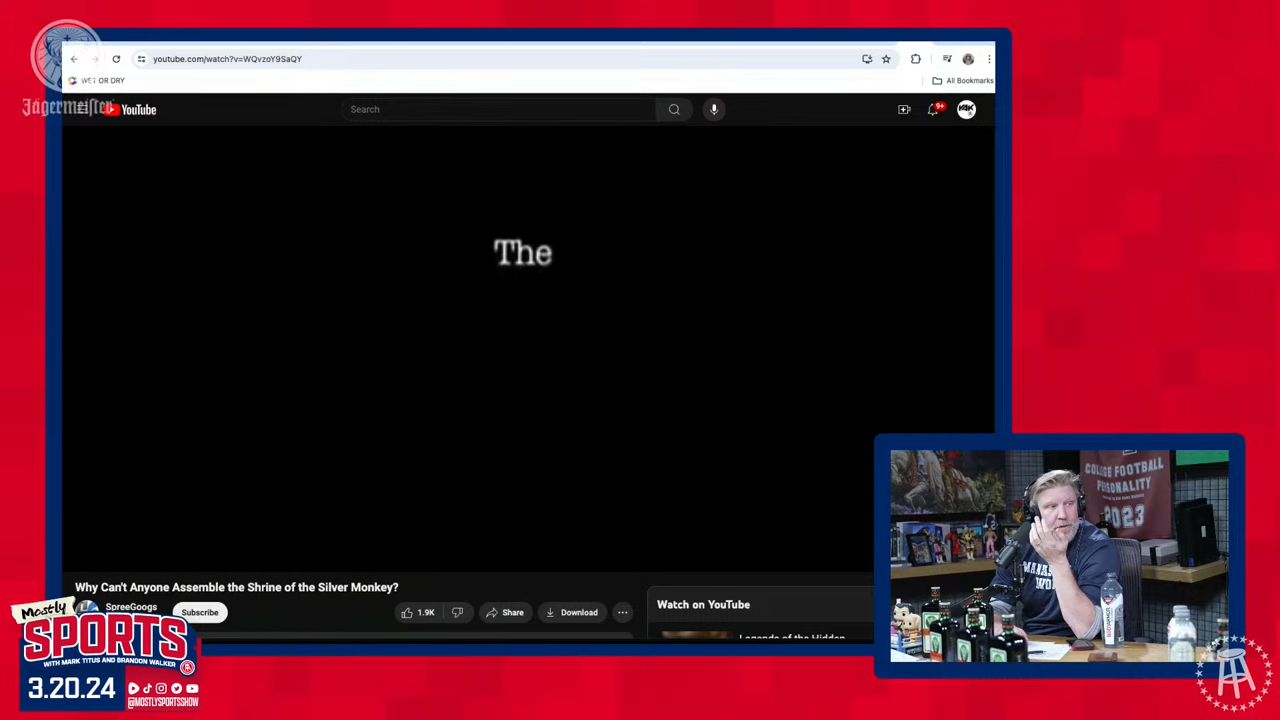 Jägermeister
youtube.com/watch?v=WQvzoY9SaQY
WET OR DRY
All Bookmarks
YouTube
Search
9+
YAK
The
Why Can't Anyone Assemble the Shrine of the Silver Monkey?
SpreeGoogs
Subscribe
1.9K
Share
Download
Watch on YouTube
Legends of the Hidden
COLLEGE FOOTBALL
PERSONALITY
2023
Mostly
SPORTS
WITH MARK TITUS AND BRANDON WALKER
3.20.24
@MOSTLYSPORTSSHOW